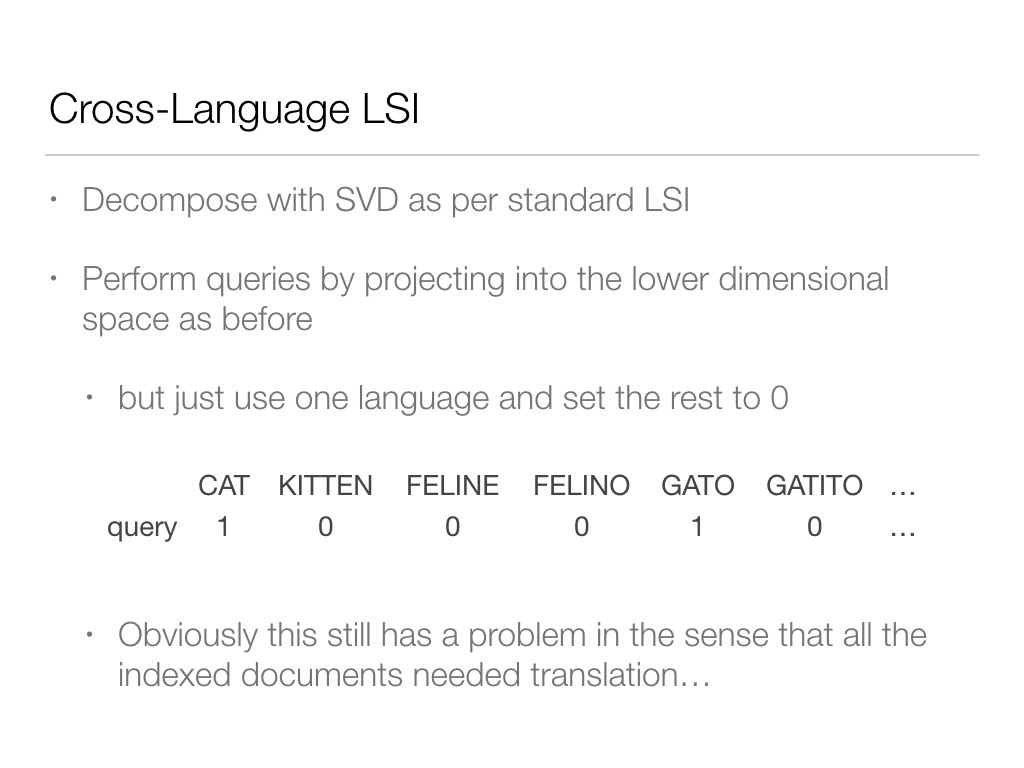 Cross-Language LSI
• Decompose with SVD as per standard LSI
• Perform queries by projecting into the lower dimensional
space as before
• but just use one language and set the rest to 0
CAT KITTEN FELINE FELINO GATO GATITO …
query 1 0 0 0 1 0 …
• Obviously this still has a problem in the sense that all the
indexed documents needed translation…